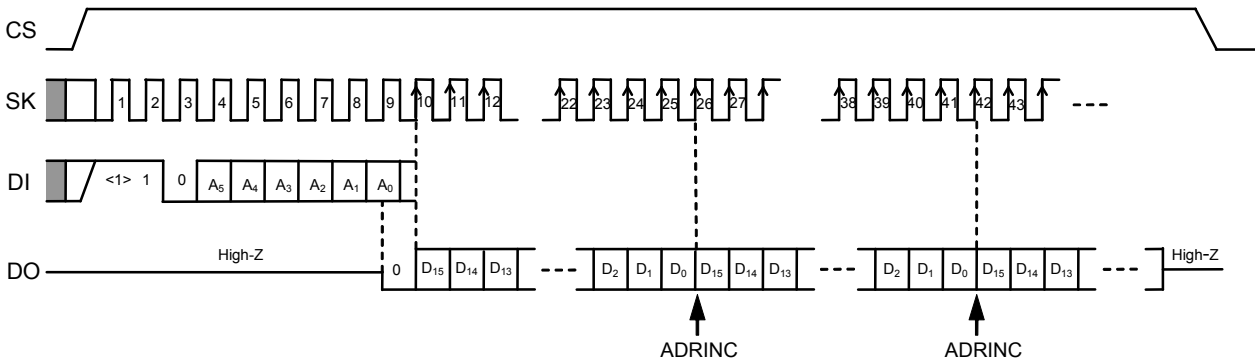 CS
SK 1 2 3 4 5 6 7 8 9 10 11 12 22 23 24 25 26 27 38 39 40 41 42 43
DI <1> 1 0 A5 A4 A3 A2 A1 A0
DO High-Z 0 D15 D14 D13 D2 D1 D0 D15 D14 D13 D2 D1 D0 D15 D14 D13 High-Z
ADRINC ADRINC